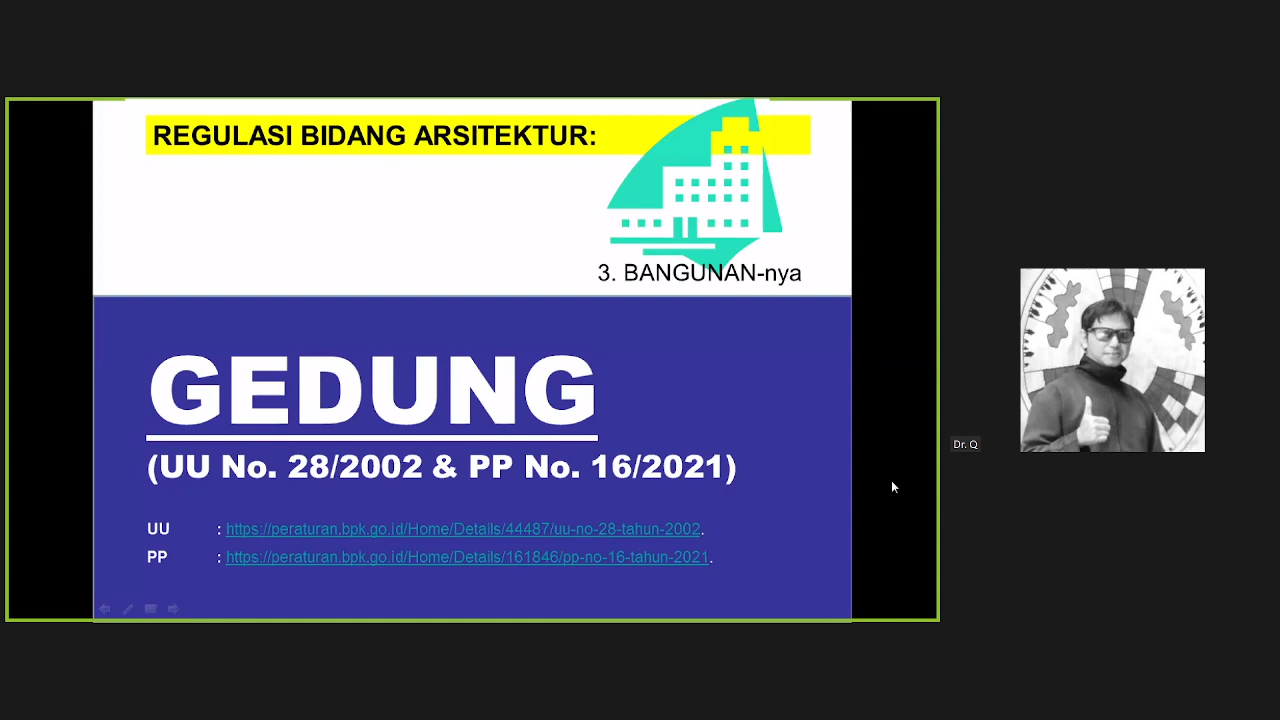 REGULASI BIDANG ARSITEKTUR:
3. BANGUNAN-nya
GEDUNG
(UU No. 28/2002 & PP No. 16/2021)
UU : https://peraturan.bpk.go.id/Home/Details/44487/uu-no-28-tahun-2002.
PP : https://peraturan.bpk.go.id/Home/Details/161846/pp-no-16-tahun-2021.
Dr. Q